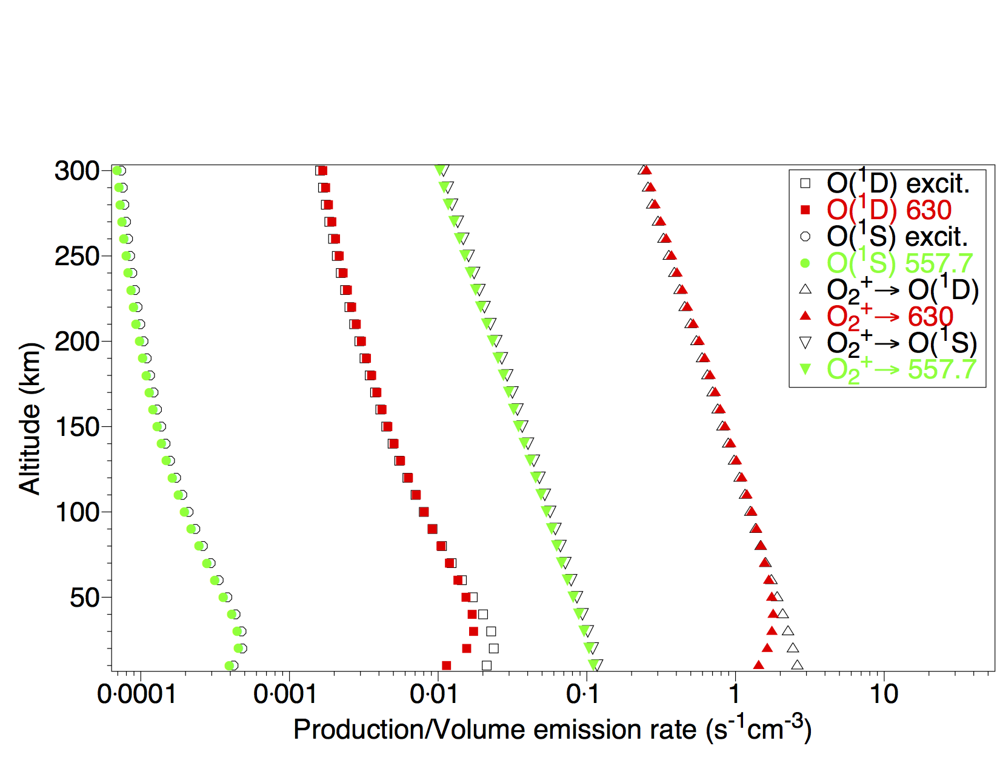 300
250
200
150
100
50
Altitude (km)
O(¹D) excit.
O(¹D) 630
O(¹S) excit.
O(¹S) 557.7
O₂⁺→ O(¹D)
O₂⁺→ 630
O₂⁺→ O(¹S)
O₂⁺→ 557.7
0·0001 0·001 0·01 0·1 1 10
Production/Volume emission rate (s⁻¹cm⁻³)